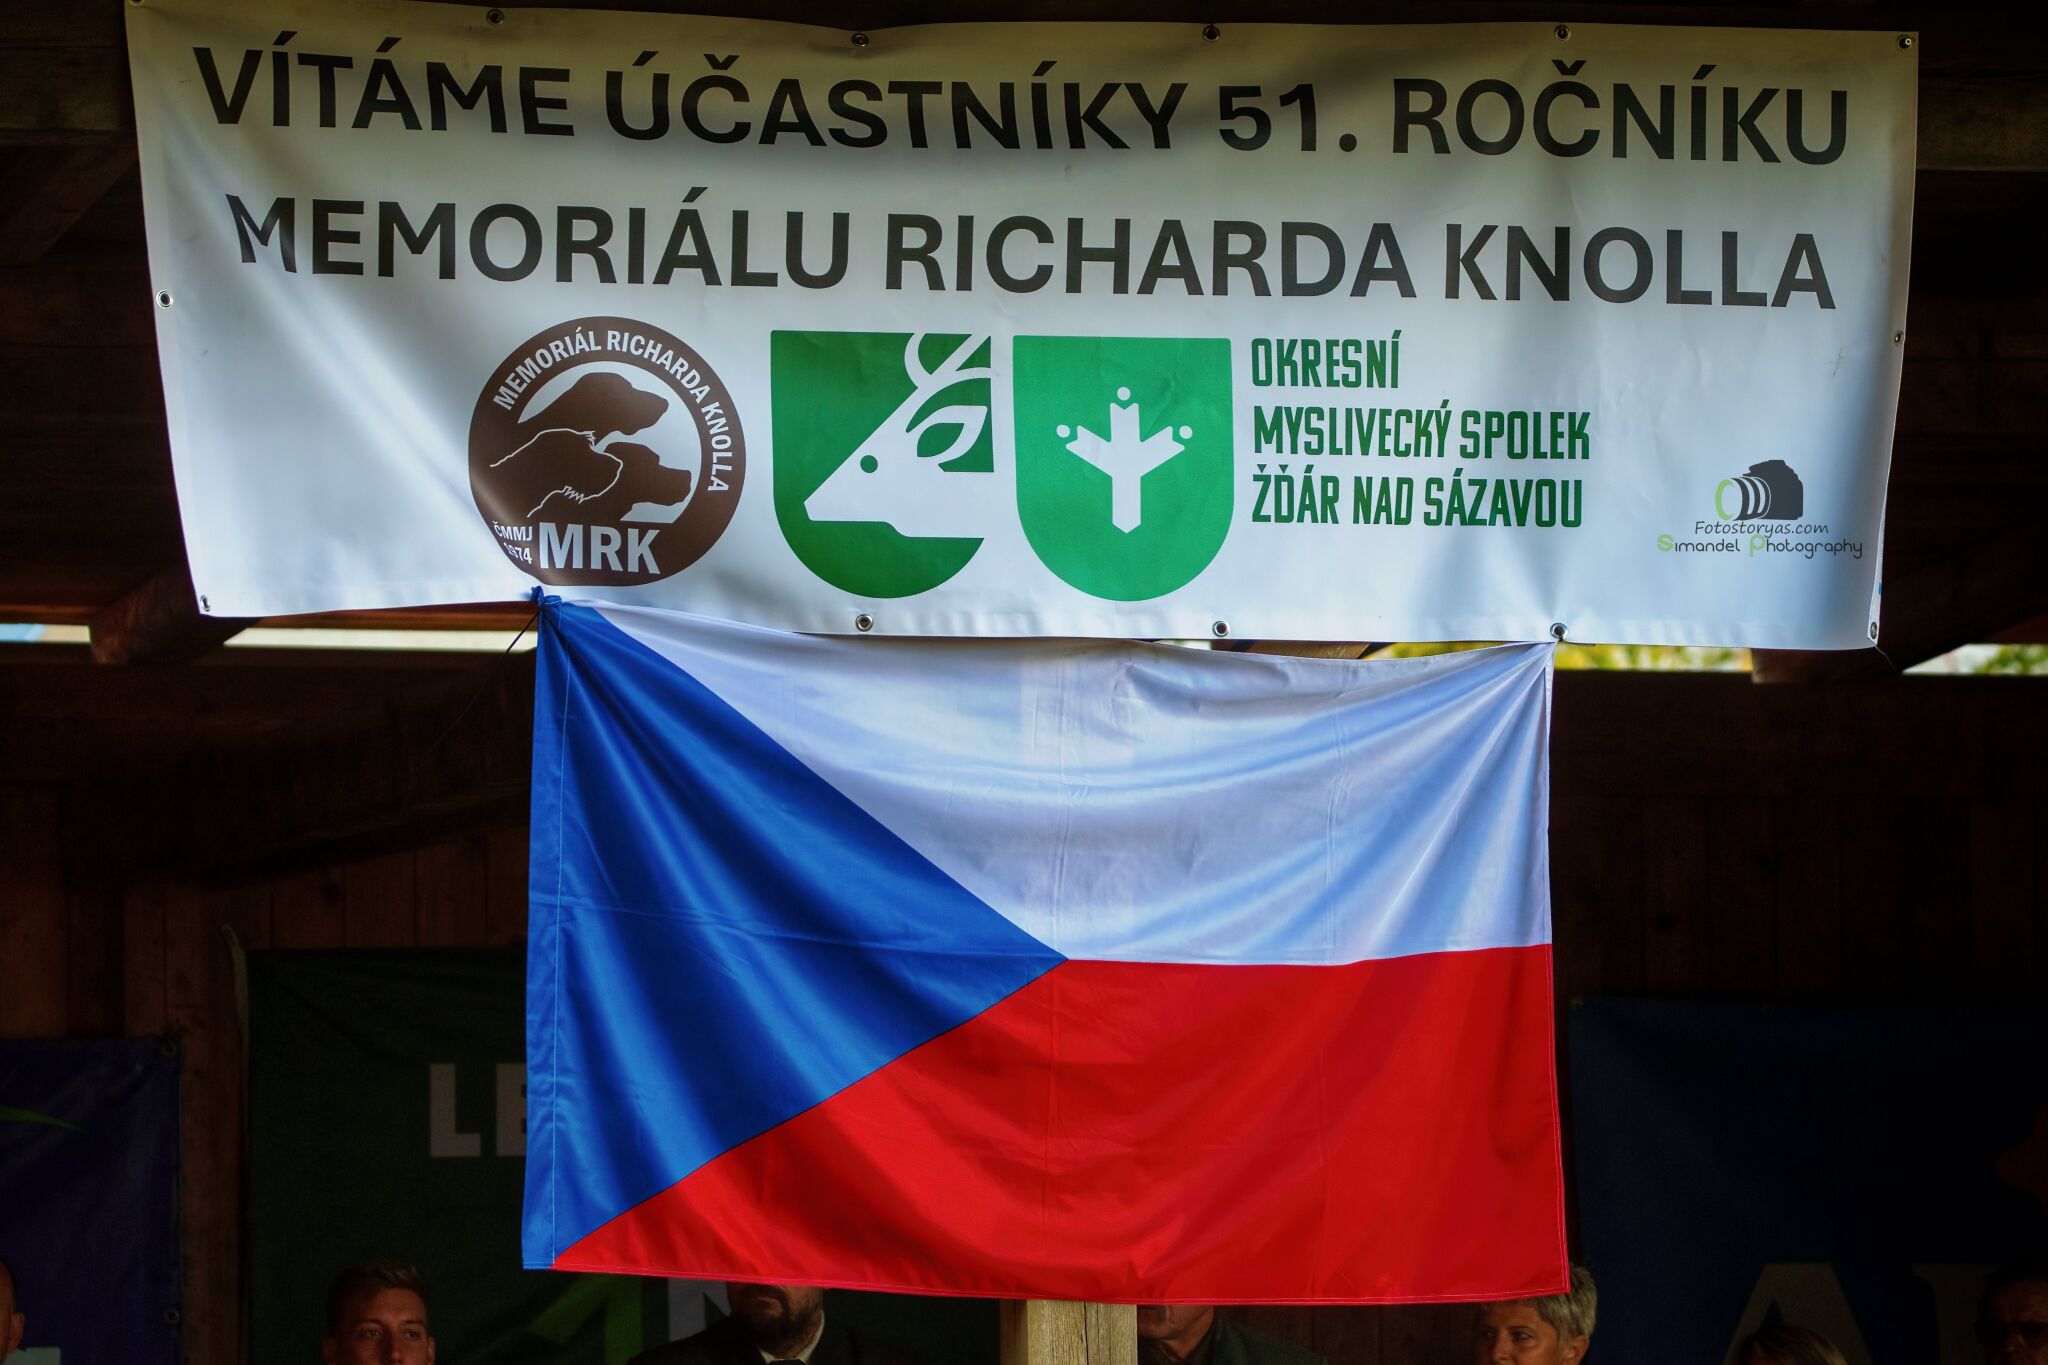 VÍTÁME ÚČASTNÍKY 51. ROČNÍKU
MEMORIÁLU RICHARDA KNOLLA
MEMORIÁL RICHARDA KNOLLA
ČMMJ
1974
MRK
OKRESNÍ
MYSLIVECKÝ SPOLEK
ŽĎÁR NAD SÁZAVOU
Fotostoryas.com
Simandel Photography
LE